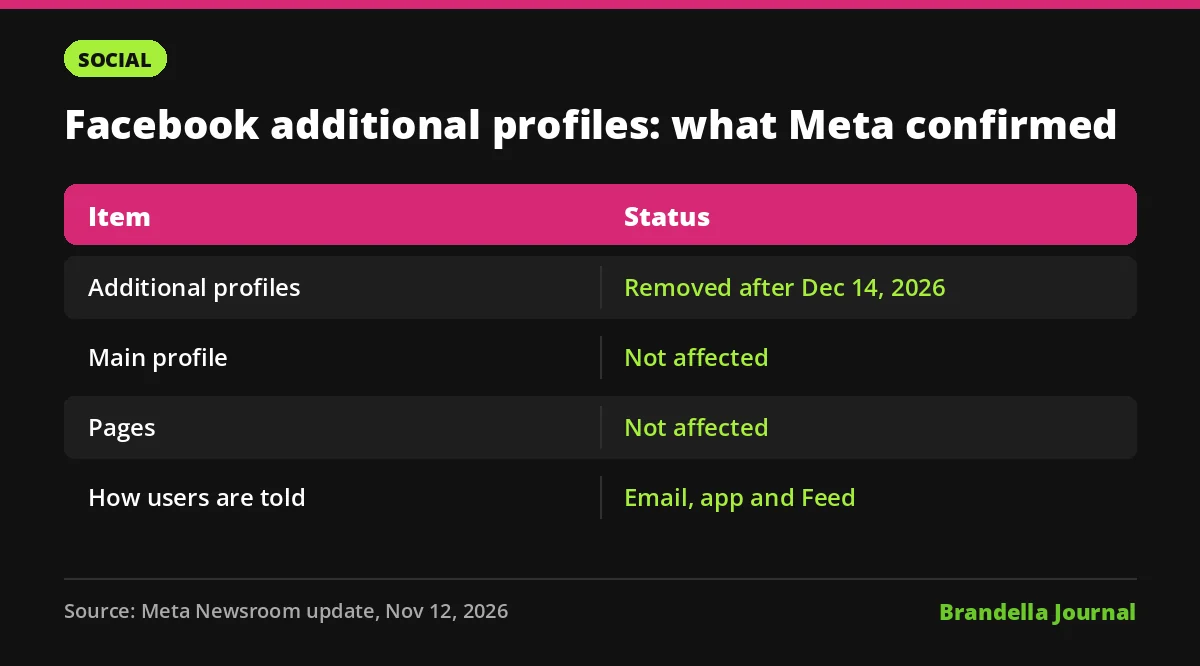 SOCIAL
Facebook additional profiles: what Meta confirmed
Item Status
Additional profiles Removed after Dec 14, 2026
Main profile Not affected
Pages Not affected
How users are told Email, app and Feed
Source: Meta Newsroom update, Nov 12, 2026 Brandella Journal